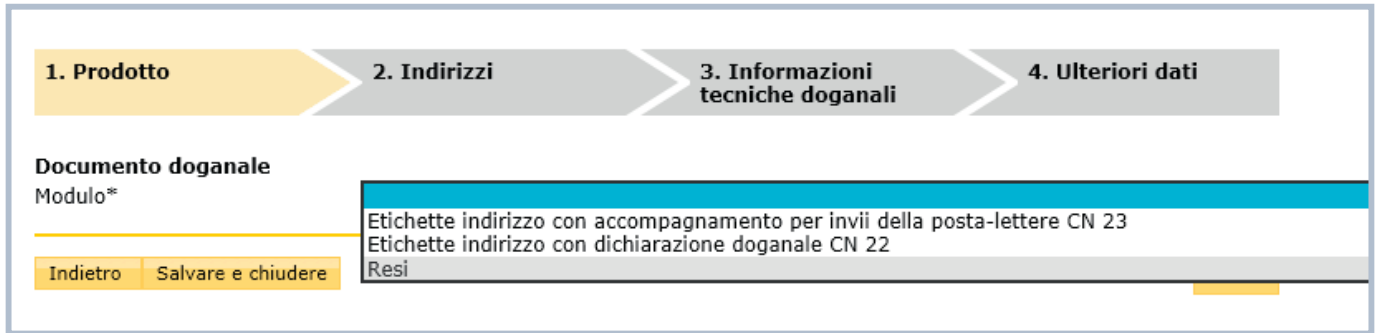 1. Prodotto
2. Indirizzi
3. Informazioni
tecniche doganali
4. Ulteriori dati
Documento doganale
Modulo*
Etichette indirizzo con accompagnamento per invii della posta-lettere CN 23
Etichette indirizzo con dichiarazione doganale CN 22
Resi
Indietro
Salvare e chiudere